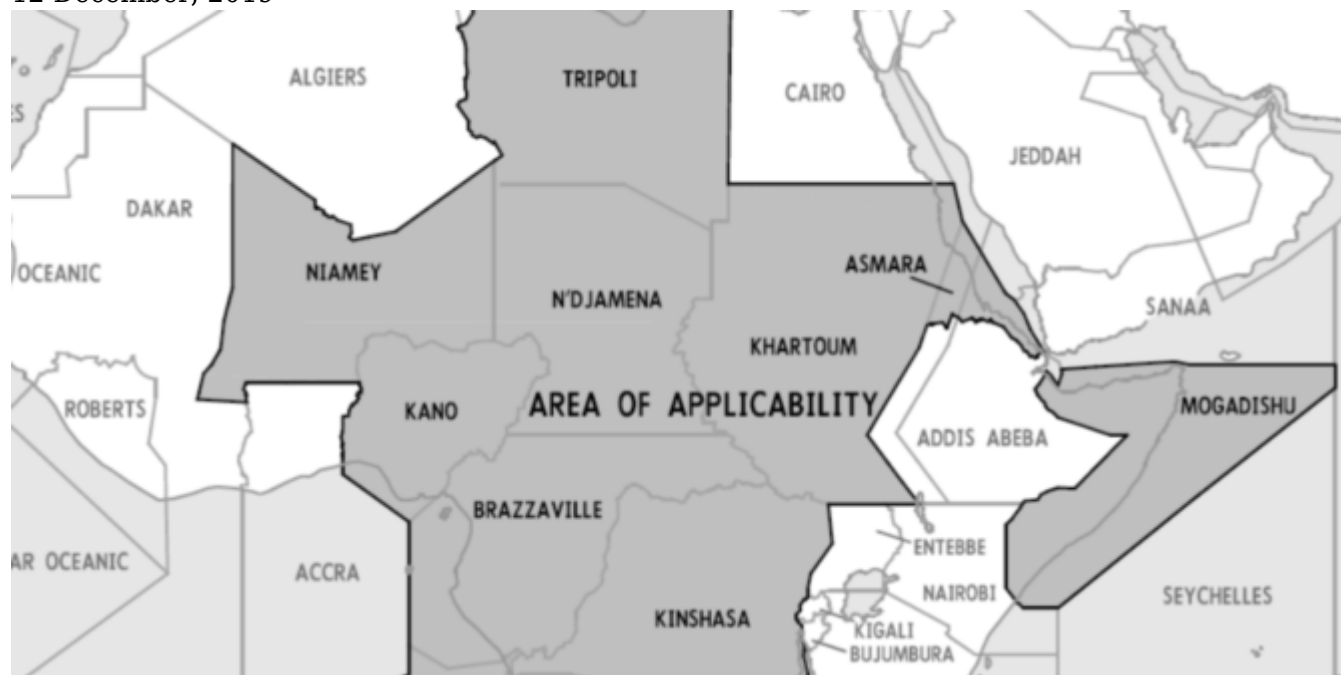 ALGIERS
TRIPOLI
CAIRO
JEDDAH
DAKAR
OCEANIC
NIAMEY
N'DJAMENA
ASMARA
SANAA
KHARTOUM
ROBERTS
KANO
AREA OF APPLICABILITY
MOGADISHU
ADDIS ABEBA
BRAZZAVILLE
ENTEBBE
AR OCEANIC
ACCRA
NAIROBI
SEYCHELLES
KINSHASA
KIGALI
BUJUMBURA